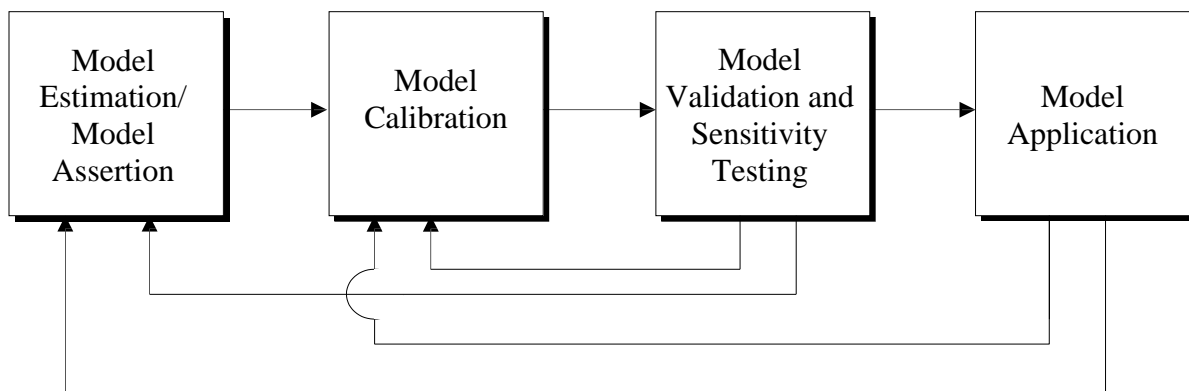 Model
Estimation/
Model
Assertion
Model
Calibration
Model
Validation and
Sensitivity
Testing
Model
Application